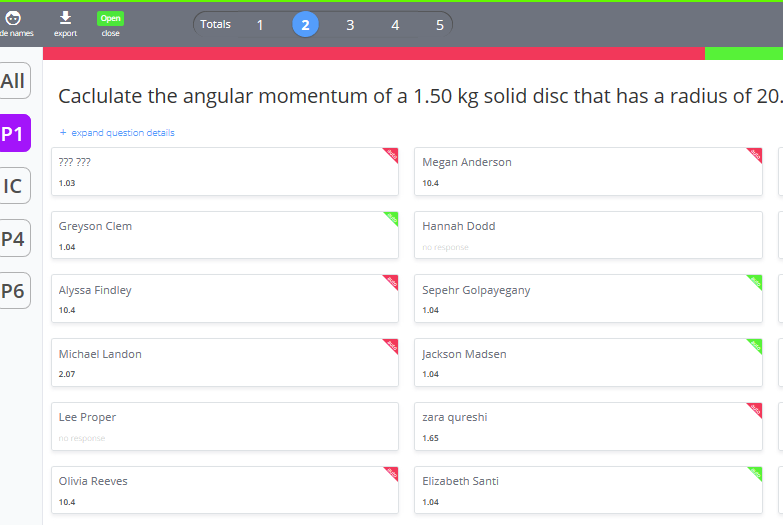 de names
export
Open
close
Totals 1 2 3 4 5
All
P1
IC
P4
P6
Caclulate the angular momentum of a 1.50 kg solid disc that has a radius of 20.
+ expand question details
??? ???
1.03
Megan Anderson
10.4
Greyson Clem
1.04
Hannah Dodd
no response
Alyssa Findley
10.4
Sepehr Golpayegany
1.04
Michael Landon
2.07
Jackson Madsen
1.04
Lee Proper
no response
zara qureshi
1.65
Olivia Reeves
10.4
Elizabeth Santi
1.04